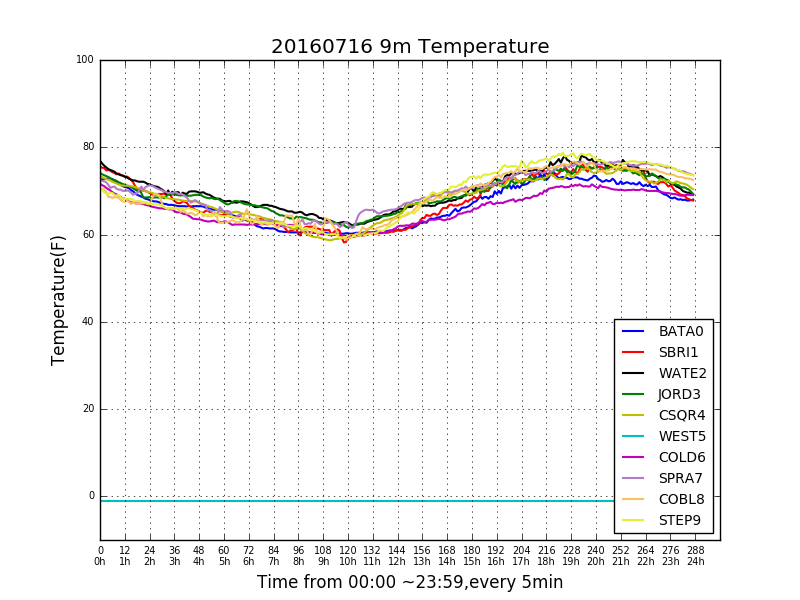 20160716 9m Temperature
100
80
60
40
20
0
Temperature(F)
BATA0
SBRI1
WATE2
JORD3
CSQR4
WEST5
COLD6
SPRA7
COBL8
STEP9
0 12 24 36 48 60 72 84 96 108 120 132 144 156 168 180 192 204 216 228 240 252 264 276 288
0h 1h 2h 3h 4h 5h 6h 7h 8h 9h 10h 11h 12h 13h 14h 15h 16h 17h 18h 19h 20h 21h 22h 23h 24h
Time from 00:00 ~23:59,every 5min